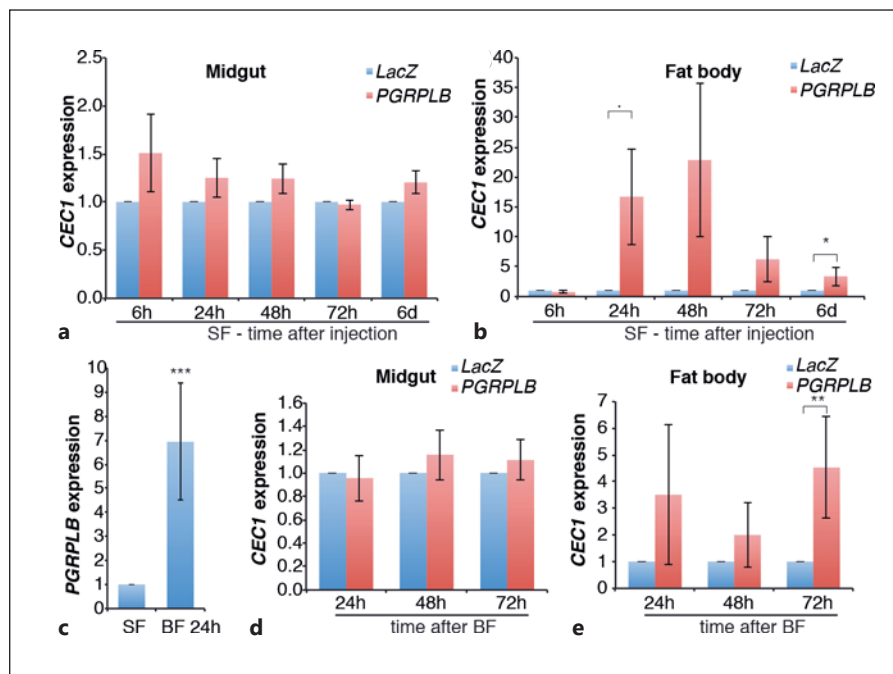 Midgut
LacZ
PGRPLB
CEC1 expression
2.5
2.0
1.5
1.0
0.5
0.0
6h 24h 48h 72h 6d
SF - time after injection
a
Fat body
LacZ
PGRPLB
CEC1 expression
40
35
30
25
20
15
10
5
0
.
*
6h 24h 48h 72h 6d
SF - time after injection
b
PGRPLB expression
10
9
8
7
6
5
4
3
2
1
0
***
SF BF 24h
c
Midgut
LacZ
PGRPLB
CEC1 expression
1.6
1.4
1.2
1.0
0.8
0.6
0.4
0.2
0.0
24h 48h 72h
time after BF
d
Fat body
LacZ
PGRPLB
CEC1 expression
7
6
5
4
3
2
1
0
**
24h 48h 72h
time after BF
e